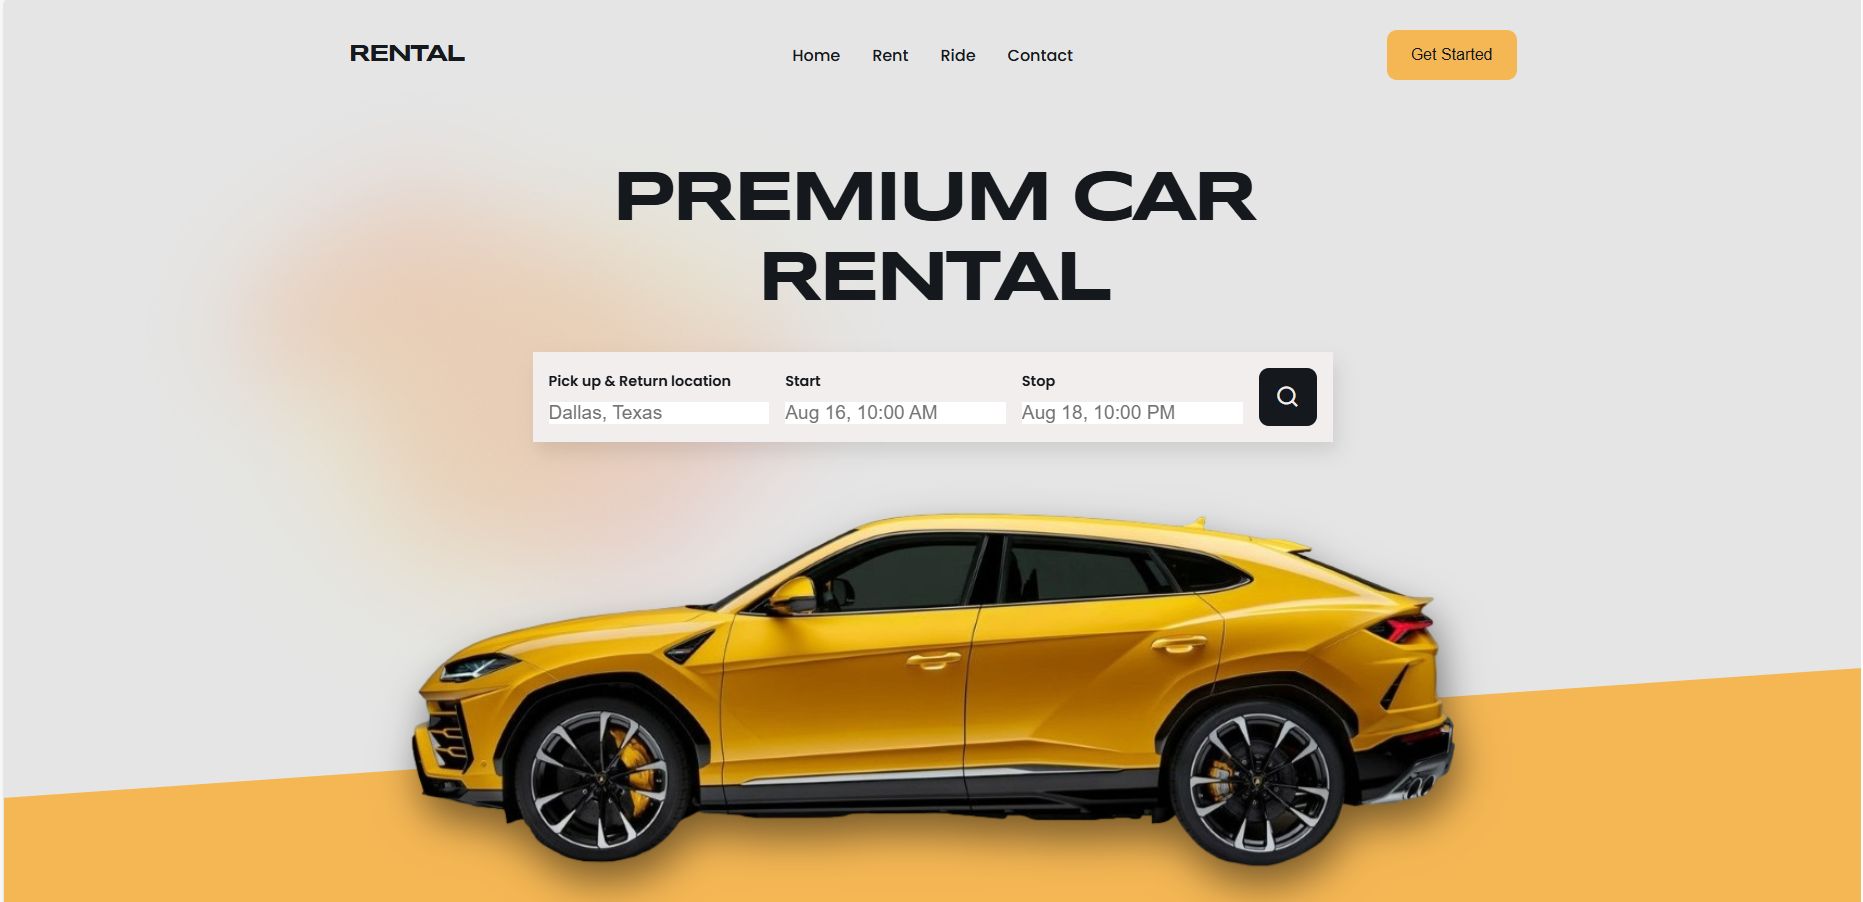 RENTAL
Home Rent Ride Contact
Get Started
PREMIUM CAR
RENTAL
Pick up & Return location
Dallas, Texas
Start
Aug 16, 10:00 AM
Stop
Aug 18, 10:00 PM